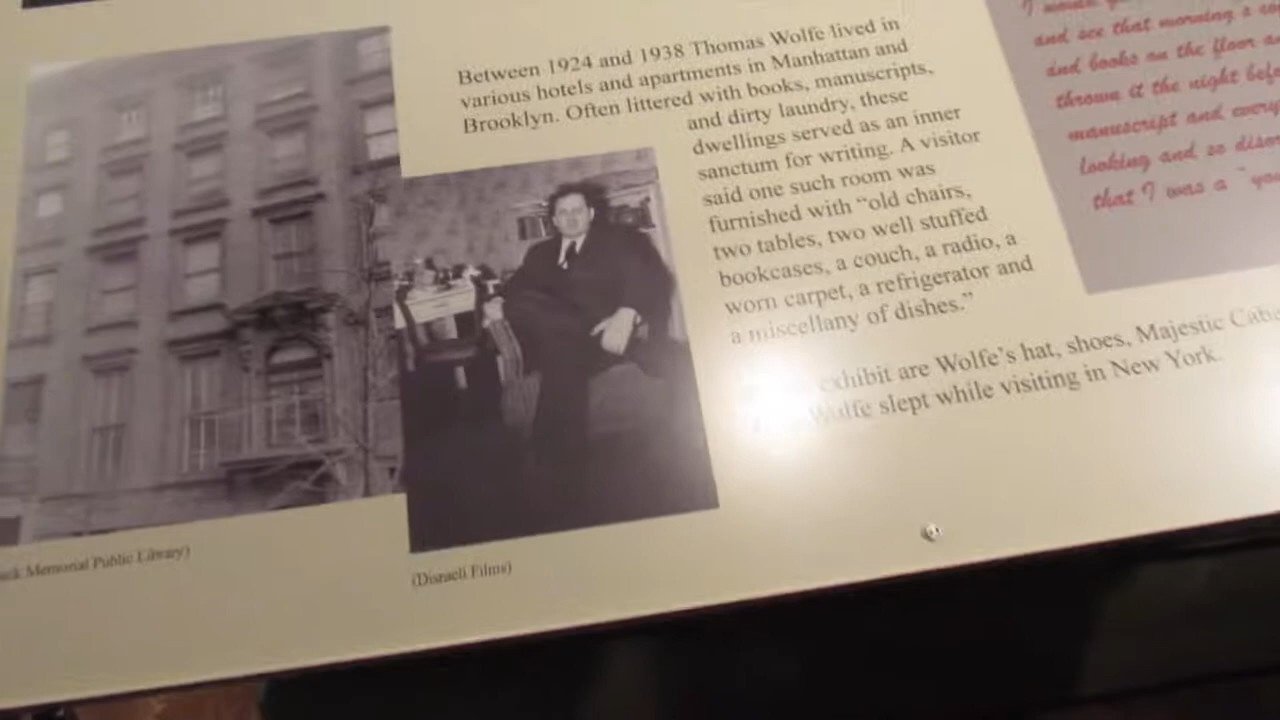 Between 1924 and 1938 Thomas Wolfe lived in
various hotels and apartments in Manhattan and
Brooklyn. Often littered with books, manuscripts,
and dirty laundry, these
dwellings served as an inner
sanctum for writing. A visitor
said one such room was
furnished with “old chairs,
two tables, two well stuffed
bookcases, a couch, a radio, a
worn carpet, a refrigerator and
a miscellany of dishes.”
exhibit are Wolfe’s hat, shoes, Majestic
Wolfe slept while visiting in New York.
and see that morning a
and books on the floor
thrown it the night
manuscript and
looking and so
that I was a
Memorial Public Library)
(Disraeli Films)